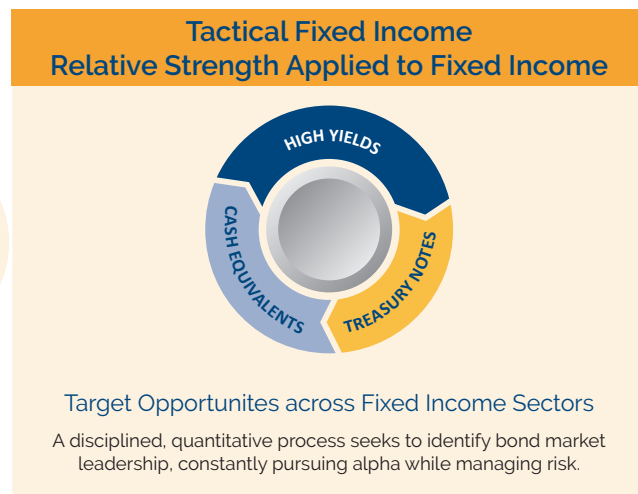 Tactical Fixed Income
Relative Strength Applied to Fixed Income
HIGH YIELDS
CASH EQUIVALENTS
TREASURY NOTES
Target Opportunites across Fixed Income Sectors
A disciplined, quantitative process seeks to identify bond market
leadership, constantly pursuing alpha while managing risk.